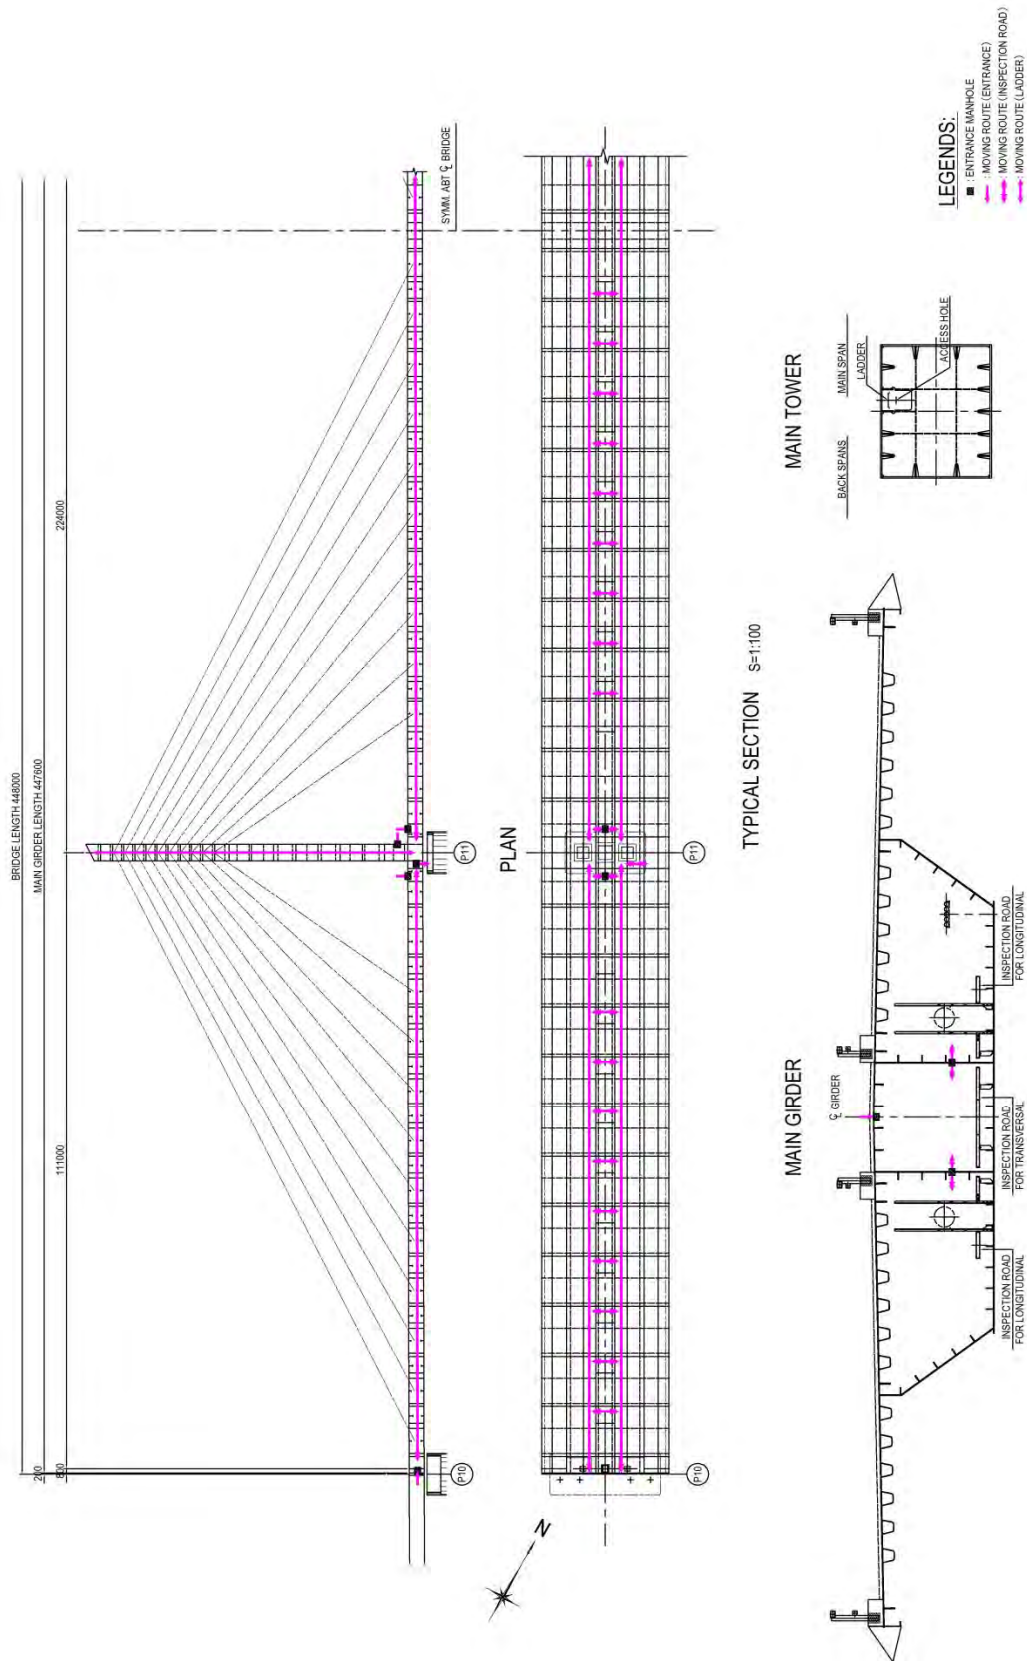 BRIDGE LENGTH 448000
MAIN GIRDER LENGTH 447600
200
800
111000
224000
SYMM. ABT ℄ BRIDGE
P10
P11
PLAN
N
P10
P11
TYPICAL SECTION S=1:100
MAIN GIRDER
℄ GIRDER
INSPECTION ROAD
FOR LONGITUDINAL
INSPECTION ROAD
FOR TRANSVERSAL
INSPECTION ROAD
FOR LONGITUDINAL
MAIN TOWER
BACK SPANS
MAIN SPAN
LADDER
ACCESS HOLE
LEGENDS:
: ENTRANCE MANHOLE
: MOVING ROUTE (ENTRANCE)
: MOVING ROUTE (INSPECTION ROAD)
: MOVING ROUTE (LADDER)